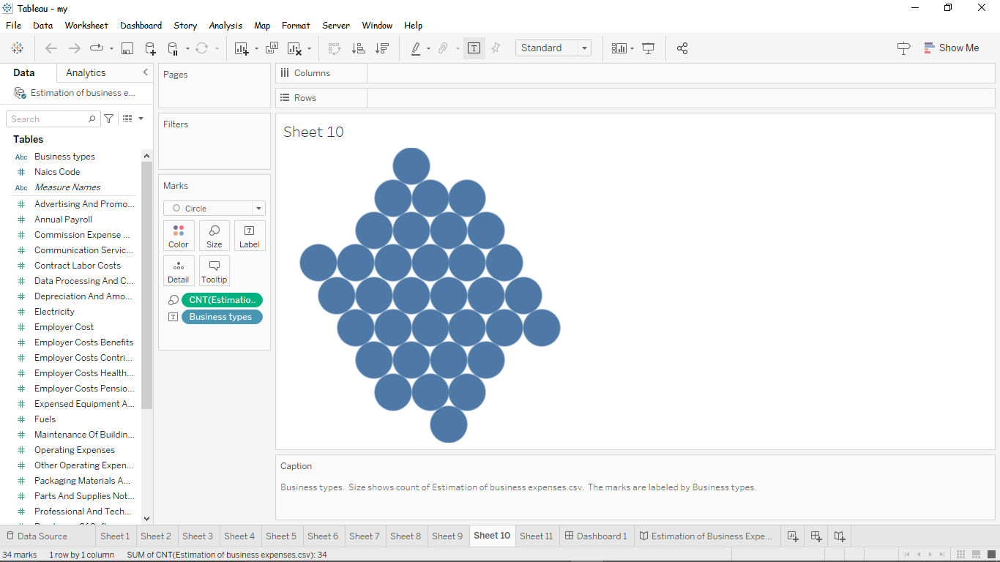 Tableau - my
File Data Worksheet Dashboard Story Analysis Map Format Server Window Help
Standard
Show Me
Data Analytics
Estimation of business e...
Search
Tables
Abc Business types
# Naics Code
Abc Measure Names
# Advertising And Promo...
# Annual Payroll
# Commission Expense ...
# Communication Servic...
# Contract Labor Costs
# Data Processing And C...
# Depreciation And Amo...
# Electricity
# Employer Cost
# Employer Costs Benefits
# Employer Costs Contri...
# Employer Costs Health...
# Employer Costs Pensio...
# Expensed Equipment A...
# Fuels
# Maintenance Of Buildin...
# Operating Expenses
# Other Operating Expen...
# Packaging Materials A...
# Parts And Supplies Not...
# Professional And Tech...
Pages
Filters
Marks
Circle
Color Size T Label
Detail Tooltip
CNT(Estimatio..
T Business types
Columns
Rows
Sheet 10
Caption
Business types. Size shows count of Estimation of business expenses.csv. The marks are labeled by Business types.
Data Source Sheet 1 Sheet 2 Sheet 3 Sheet 4 Sheet 5 Sheet 6 Sheet 7 Sheet 8 Sheet 9 Sheet 10 Sheet 11 Dashboard 1 Estimation of Business Expe...
34 marks 1 row by 1 column SUM of CNT(Estimation of business expenses.csv): 34